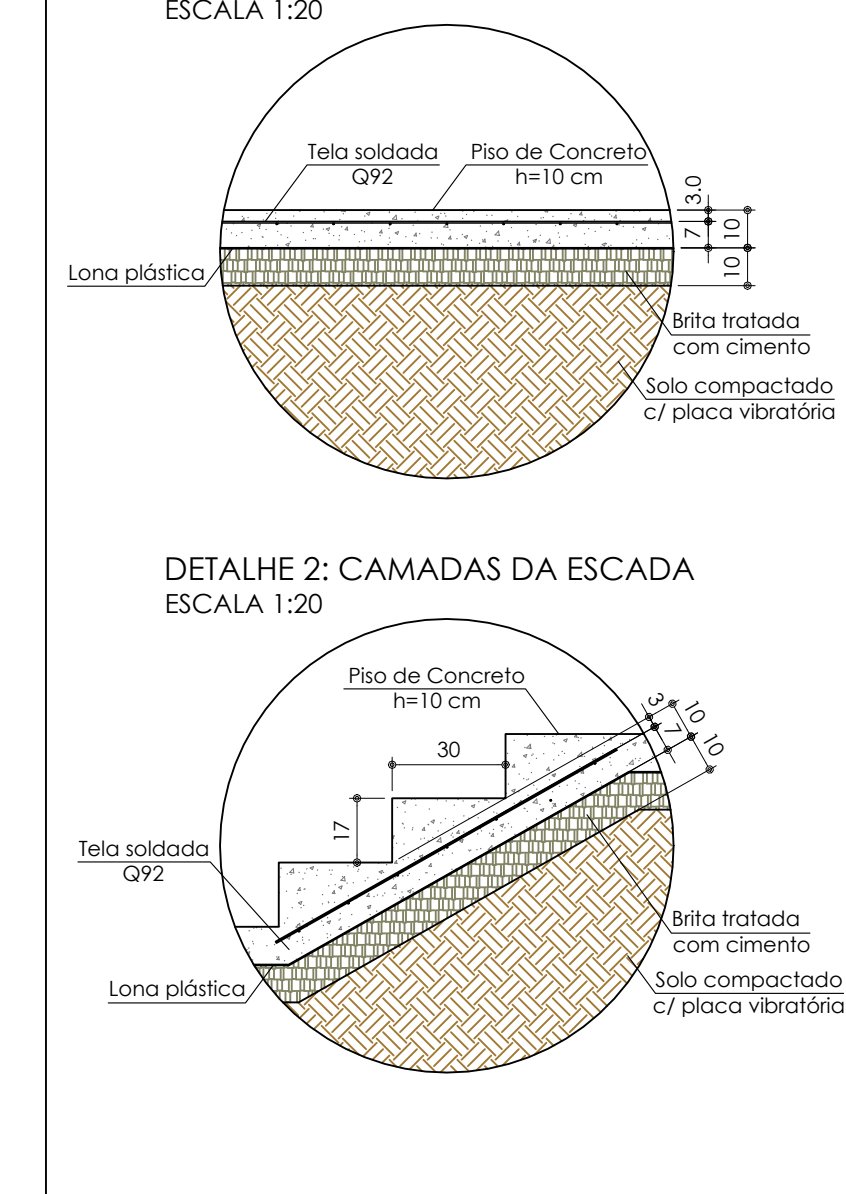 ESCALA 1:20
Tela soldada
Q92
Piso de Concreto
h=10 cm
3.0
7
10
10
Lona plástica
Brita tratada
com cimento
Solo compactado
c/ placa vibratória
DETALHE 2: CAMADAS DA ESCADA
ESCALA 1:20
Piso de Concreto
h=10 cm
3
10
7
10
30
17
Tela soldada
Q92
Brita tratada
com cimento
Lona plástica
Solo compactado
c/ placa vibratória